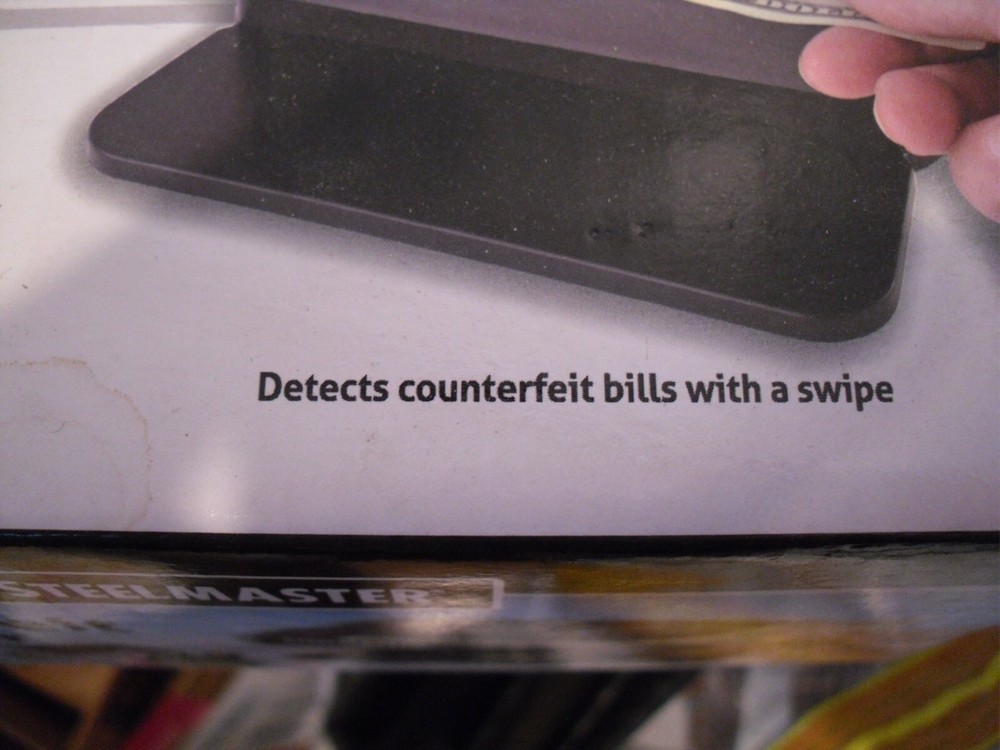 Detects counterfeit bills with a swipe
STEELMASTER